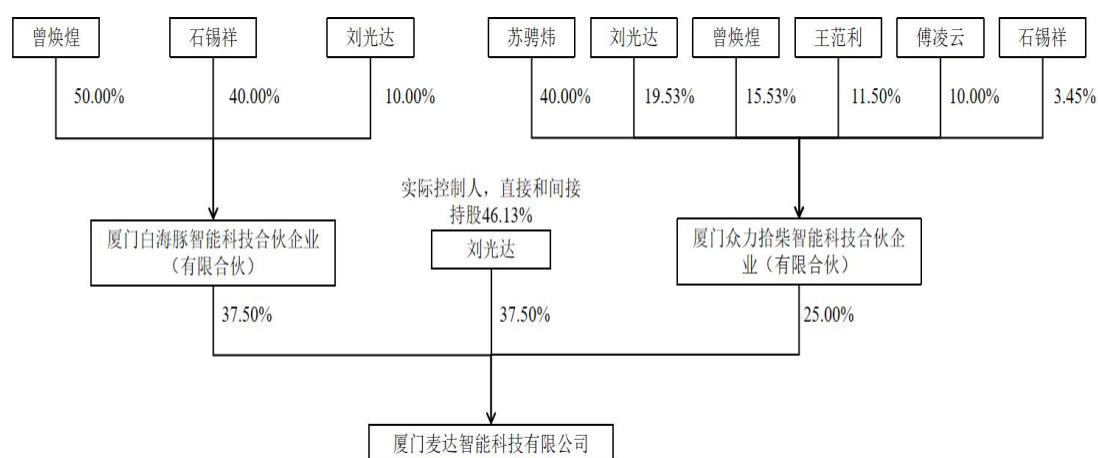 曾焕煌
石锡祥
刘光达
苏骋炜
刘光达
曾焕煌
王范利
傅凌云
石锡祥
50.00%
40.00%
10.00%
40.00%
19.53%
15.53%
11.50%
10.00%
3.45%
实际控制人，直接和间接
持股46.13%
厦门白海豚智能科技合伙企业
（有限合伙）
刘光达
厦门众力拾柴智能科技合伙企
业（有限合伙）
37.50%
37.50%
25.00%
厦门麦达智能科技有限公司